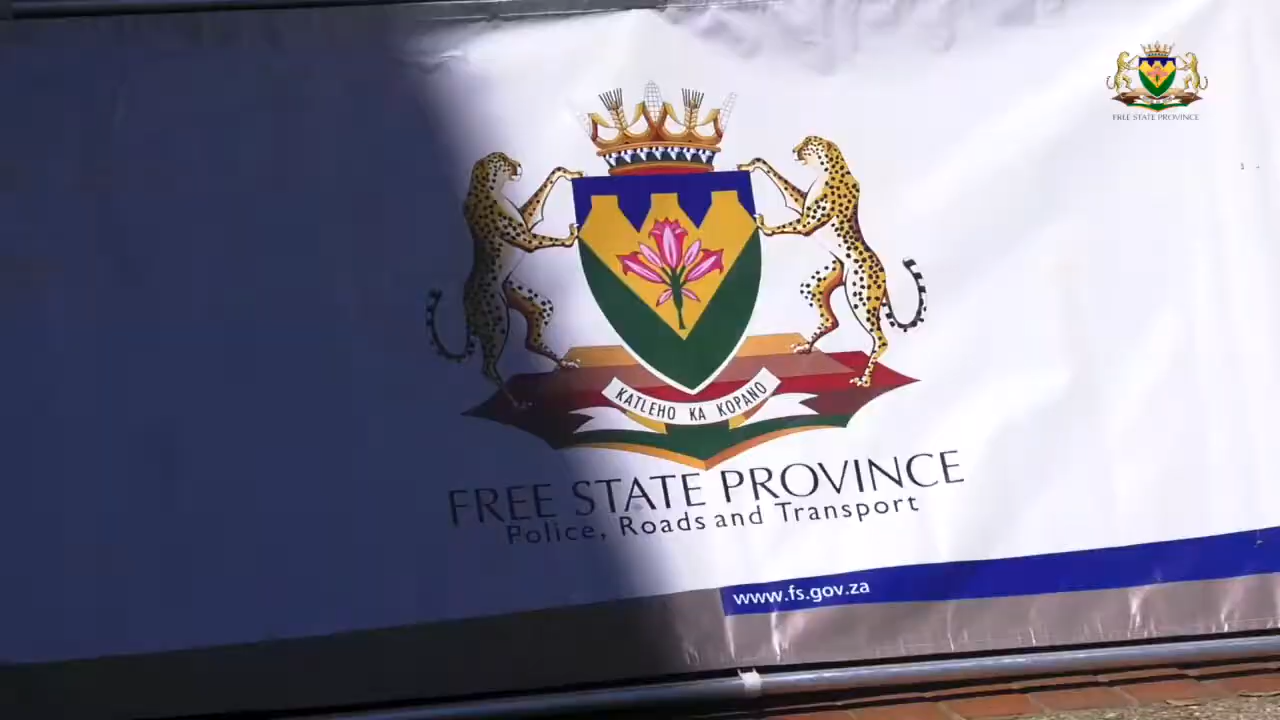 FREE STATE PROVINCE
KATLEHO KA KOPANO
FREE STATE PROVINCE
Police, Roads and Transport
www.fs.gov.za